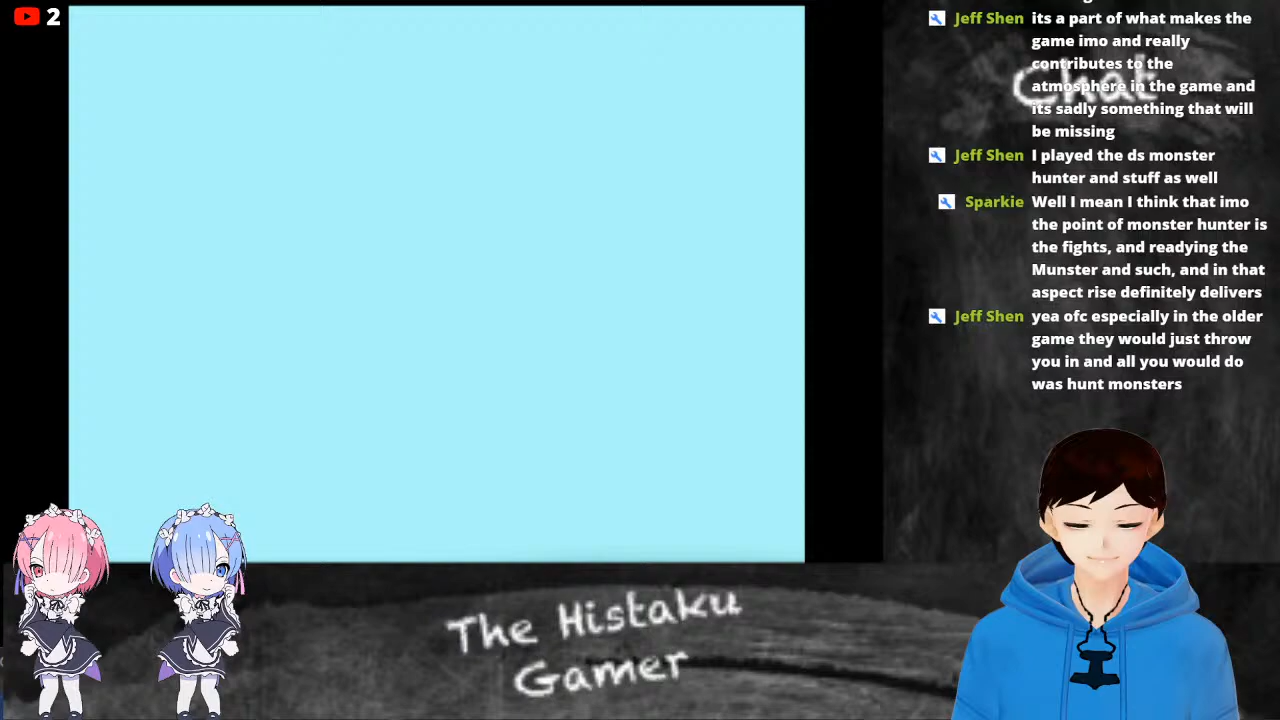 2
Jeff Shen its a part of what makes the
game imo and really
contributes to the
atmosphere in the game and
its sadly something that will
be missing
Chat
Jeff Shen I played the ds monster
hunter and stuff as well
Sparkie Well I mean I think that imo
the point of monster hunter is
the fights, and readying the
Munster and such, and in that
aspect rise definitely delivers
Jeff Shen yea ofc especially in the older
game they would just throw
you in and all you would do
was hunt monsters
The Histaku
Gamer